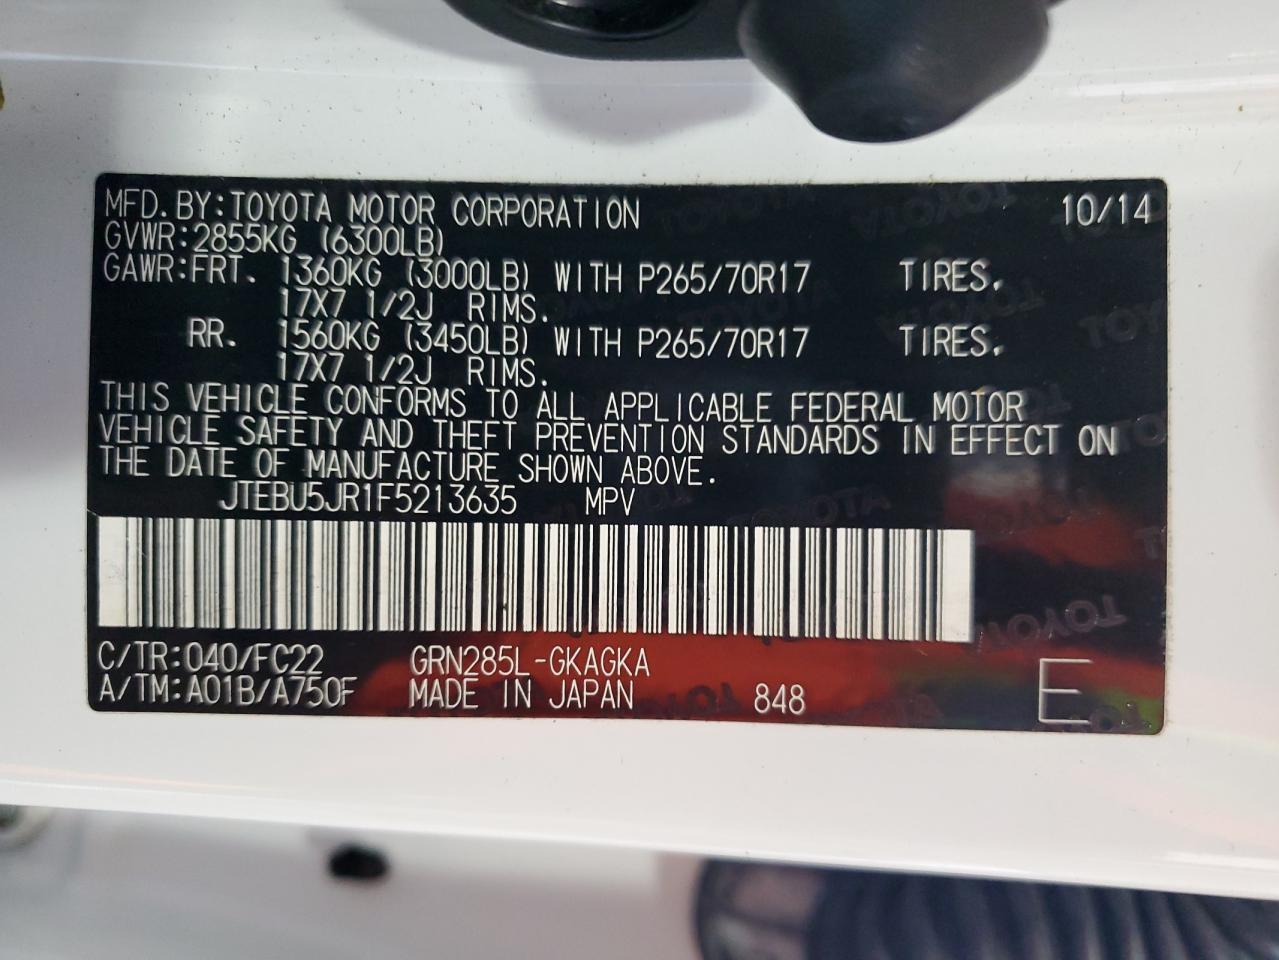 MFD. BY: TOYOTA MOTOR CORPORATION 10/14
GVWR: 2855KG (6300LB)
GAWR: FRT. 1360KG (3000LB) WITH P265/70R17 TIRES.
17X7 1/2J RIMS.
RR. 1560KG (3450LB) WITH P265/70R17 TIRES.
17X7 1/2J RIMS.
THIS VEHICLE CONFORMS TO ALL APPLICABLE FEDERAL MOTOR
VEHICLE SAFETY AND THEFT PREVENTION STANDARDS IN EFFECT ON
THE DATE OF MANUFACTURE SHOWN ABOVE.
JTEBU5JR1F5213635 MPV
C/TR: 040/FC22 GRN285L-GKAGKA
A/TM: A01B/A750F MADE IN JAPAN 848 E